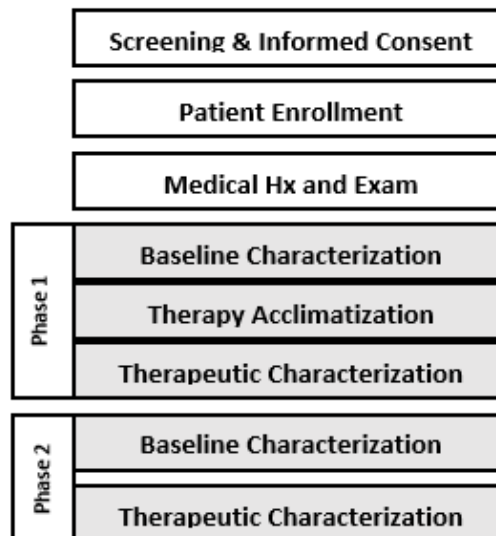 Screening & Informed Consent
Patient Enrollment
Medical Hx and Exam
Phase 1
Baseline Characterization
Therapy Acclimatization
Therapeutic Characterization
Phase 2
Baseline Characterization
Therapeutic Characterization